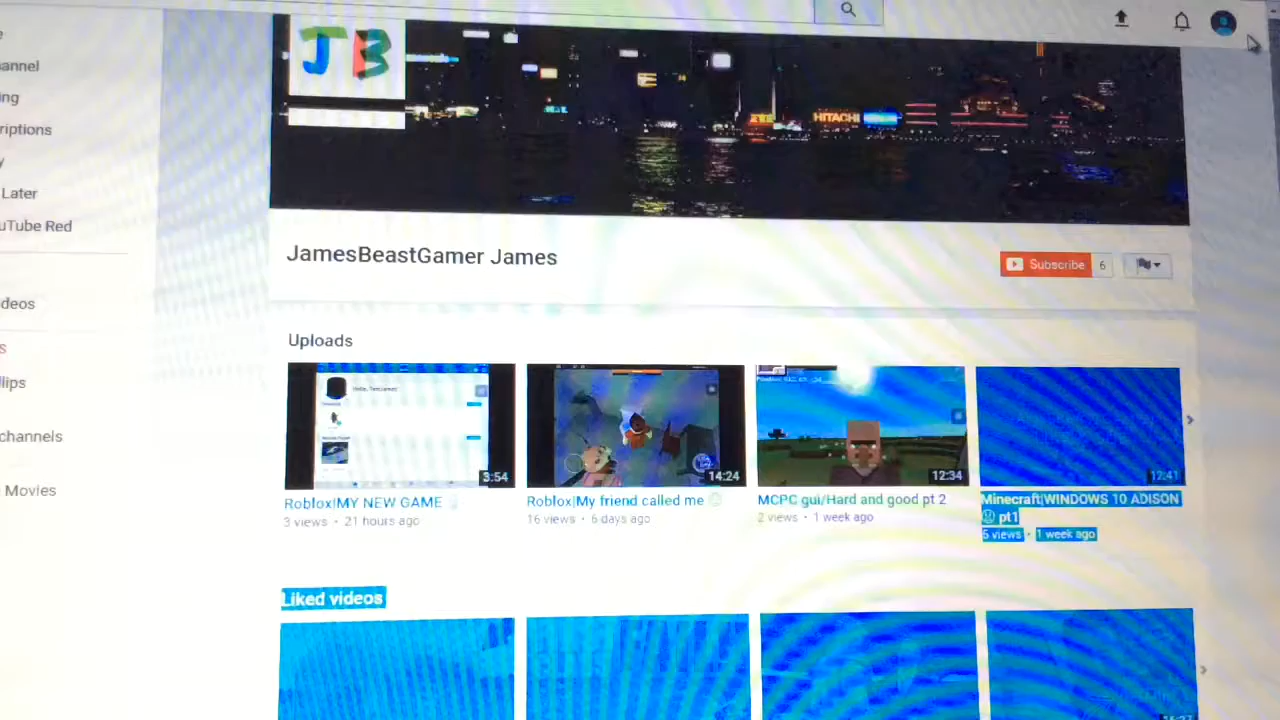 annel
ing
riptions
y
Later
uTube Red
deos
s
lips
channels
Movies
JB
HITACHI
JamesBeastGamer James
Subscribe 6
Uploads
3:54
14:24
12:34
12:41
Roblox|MY NEW GAME
3 views · 21 hours ago
Roblox|My friend called me
16 views · 6 days ago
MCPC gui/Hard and good pt 2
2 views · 1 week ago
Minecraft|WINDOWS 10 ADISON
pt1
5 views · 1 week ago
Liked videos